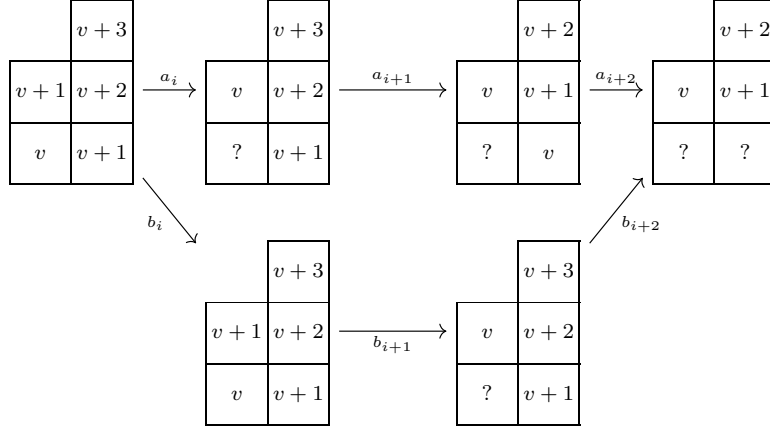 v + 3 v + 3 v + 2 v + 2
v + 1 v + 2 a_i v v + 2 a_{i+1} v v + 1 a_{i+2} v v + 1
v v + 1 ? v + 1 ? v ? ?
b_i b_{i+2}
v + 3 v + 3
v + 1 v + 2 b_{i+1} v v + 2
v v + 1 ? v + 1